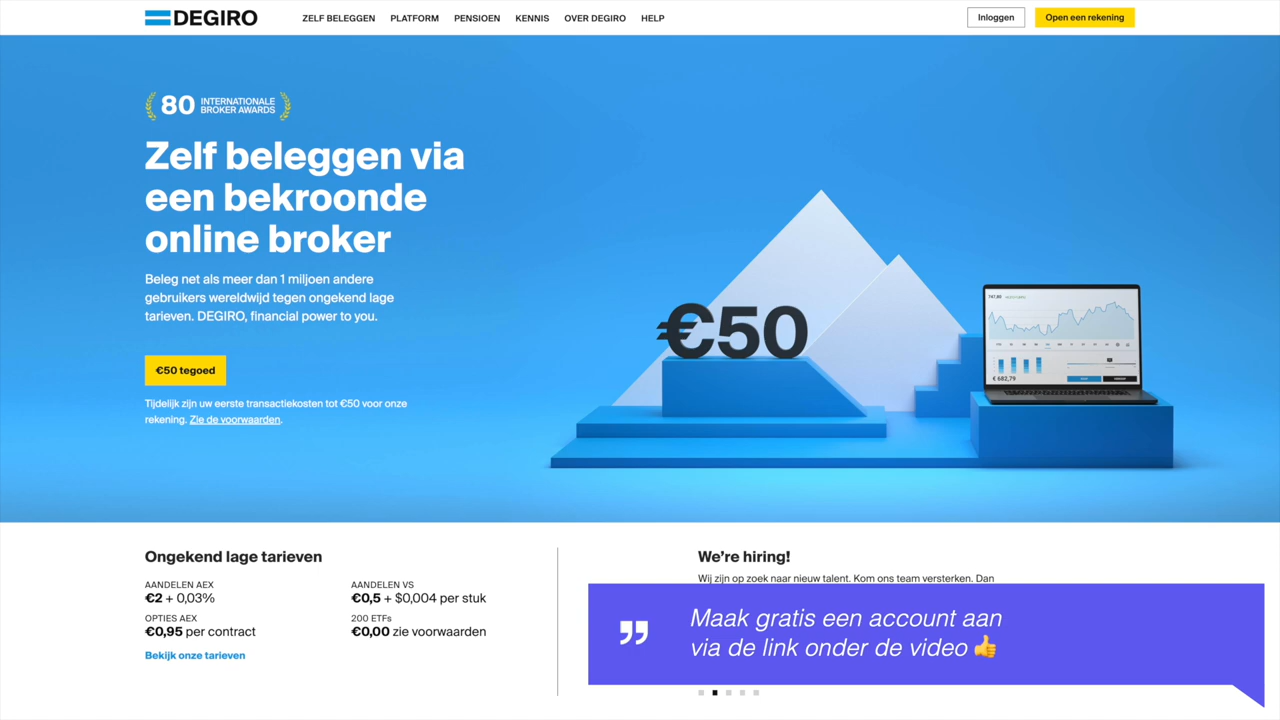 DEGIRO
ZELF BELEGGEN PLATFORM PENSIOEN KENNIS OVER DEGIRO HELP
Inloggen
Open een rekening
80 INTERNATIONALE
BROKER AWARDS
Zelf beleggen via
een bekroonde
online broker
Beleg net als meer dan 1 miljoen andere
gebruikers wereldwijd tegen ongekend lage
tarieven. DEGIRO, financial power to you.
€50 tegoed
Tijdelijk zijn uw eerste transactiekosten tot €50 voor onze
rekening. Zie de voorwaarden.
€50
€ 682,79
Ongekend lage tarieven
AANDELEN AEX
€2 + 0,03%
AANDELEN VS
€0,5 + $0,004 per stuk
OPTIES AEX
€0,95 per contract
200 ETFs
€0,00 zie voorwaarden
Bekijk onze tarieven
We're hiring!
Wij zijn op zoek naar nieuw talent. Kom ons team versterken. Dan
Maak gratis een account aan
via de link onder de video 👍